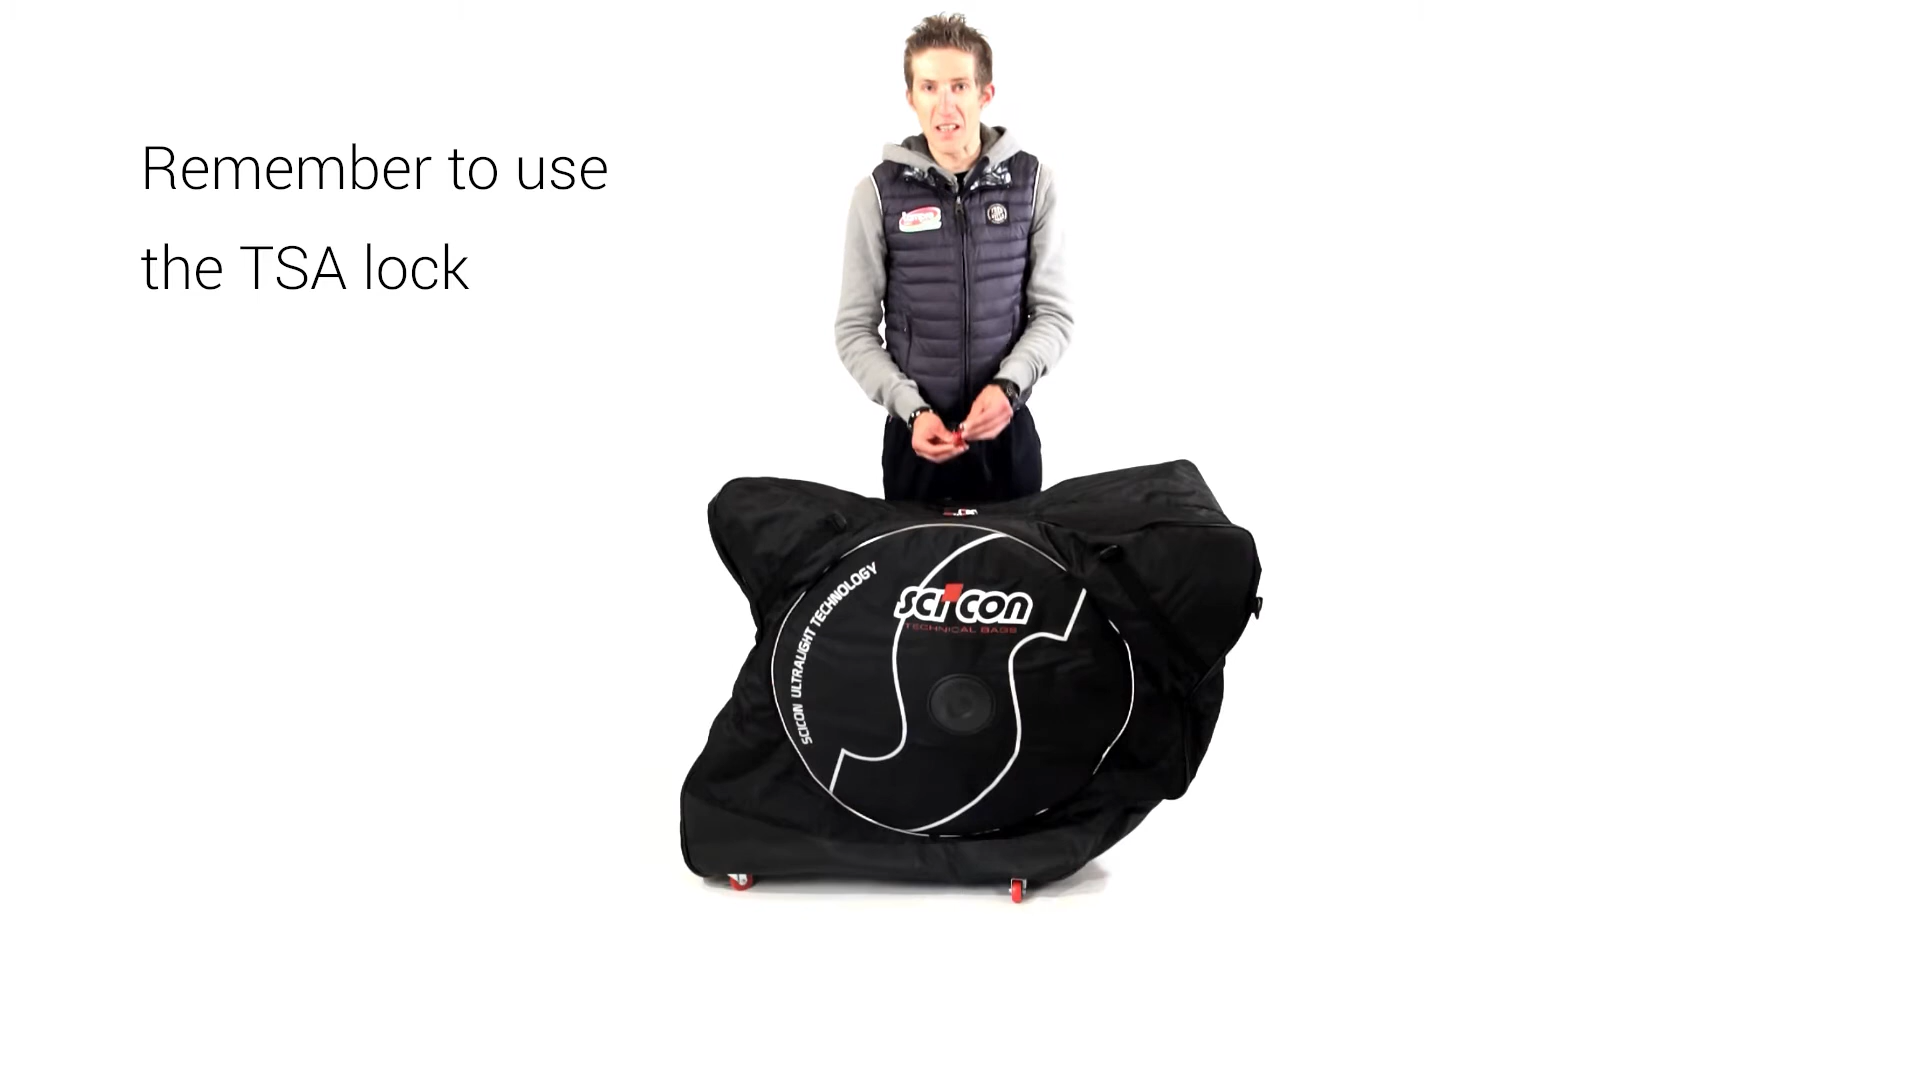 Remember to use
the TSA lock
SCICON ULTRALIGHT TECHNOLOGY
scicon
TECHNICAL BAGS